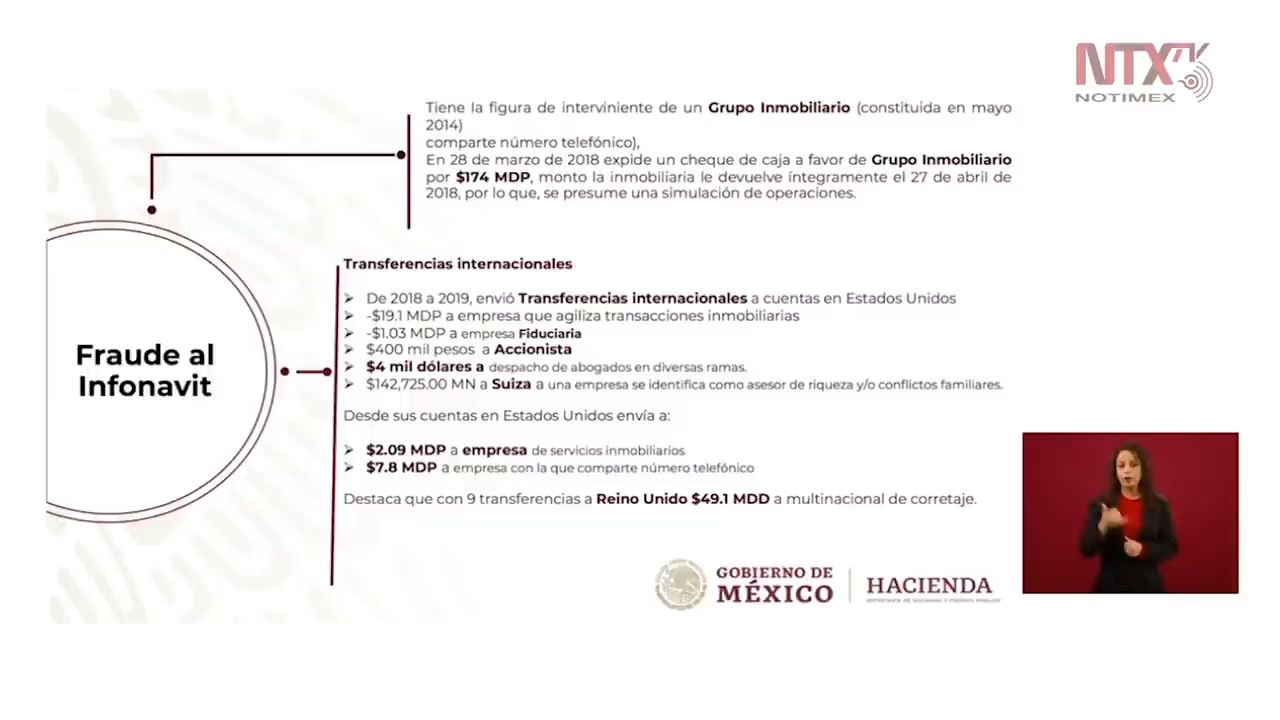 NTX
NOTIMEX
Tiene la figura de interviniente de un Grupo Inmobiliario (constituida en mayo
2014)
comparte número telefónico),
En 28 de marzo de 2018 expide un cheque de caja a favor de Grupo Inmobiliario
por $174 MDP, monto la inmobiliaria le devuelve íntegramente el 27 de abril de
2018, por lo que, se presume una simulación de operaciones.
Fraude al
Infonavit
Transferencias internacionales
➤ De 2018 a 2019, envió Transferencias internacionales a cuentas en Estados Unidos
➤ -$19.1 MDP a empresa que agiliza transacciones inmobiliarias
➤ -$1.03 MDP a empresa Fiduciaria
➤ $400 mil pesos a Accionista
➤ $4 mil dólares a despacho de abogados en diversas ramas.
➤ $142,725.00 MN a Suiza a una empresa se identifica como asesor de riqueza y/o conflictos familiares.
Desde sus cuentas en Estados Unidos envía a:
➤ $2.09 MDP a empresa de servicios inmobiliarios
➤ $7.8 MDP a empresa con la que comparte número telefónico
Destaca que con 9 transferencias a Reino Unido $49.1 MDD a multinacional de corretaje.
GOBIERNO DE
MÉXICO
HACIENDA